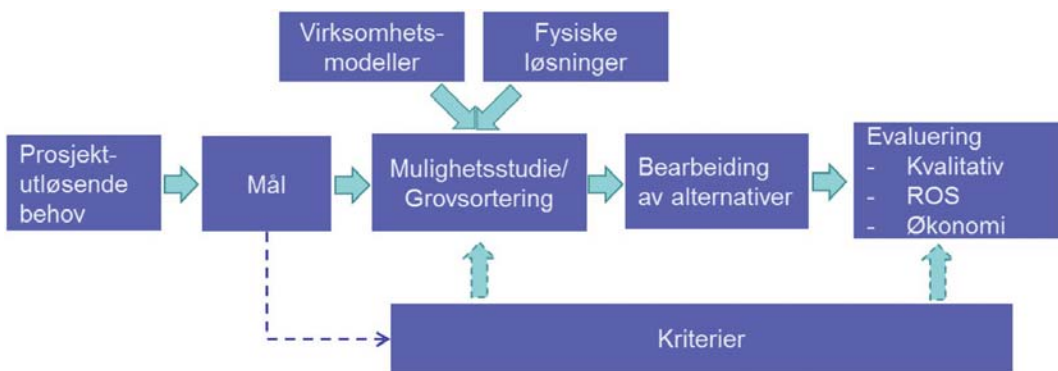 Virksomhets-
modeller
Fysiske
løsninger
Prosjekt-
utløsende
behov
Mål
Mulighetsstudie/
Grovsortering
Bearbeiding
av alternativer
Evaluering
- Kvalitativ
- ROS
- Økonomi
Kriterier